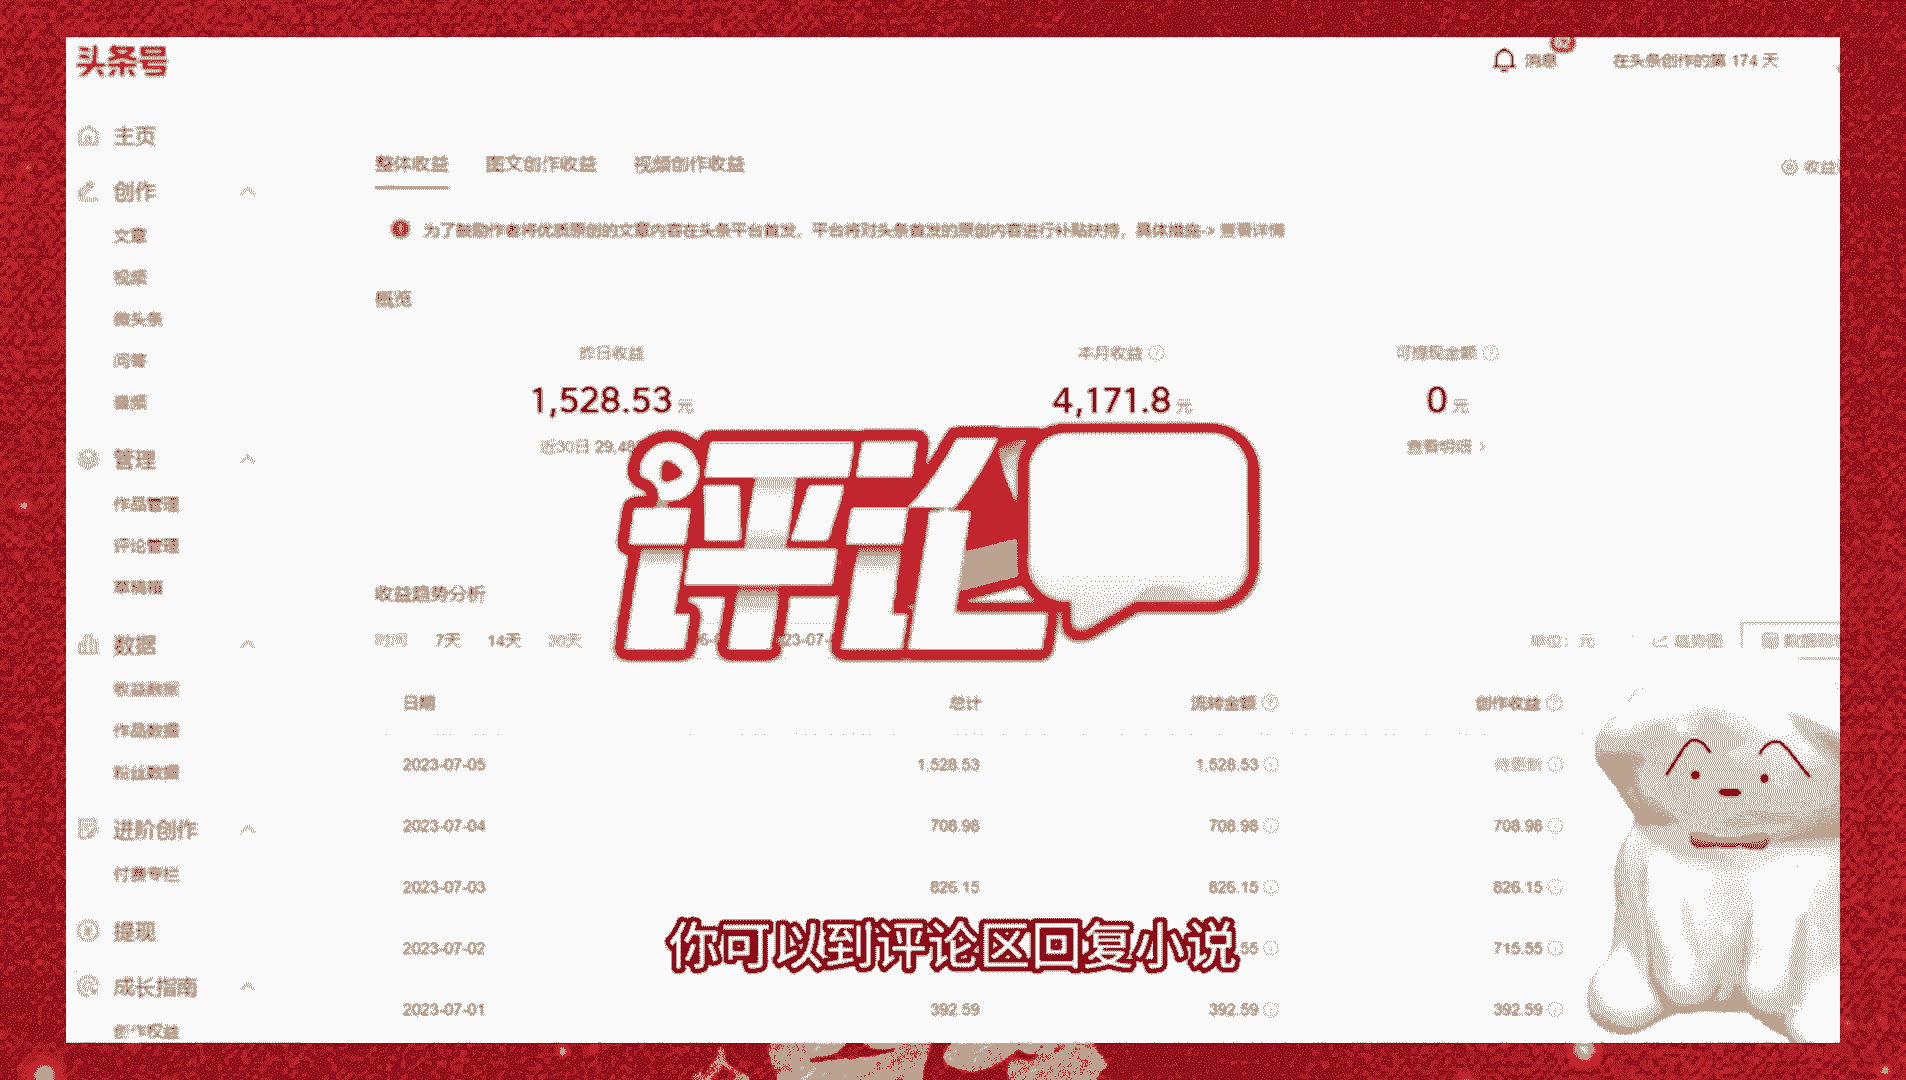 头条号
消息
在头条创作的第 174 天
主页
创作
文章
视频
微头条
问答
音频
管理
作品管理
评论管理
草稿箱
数据
收益数据
作品数据
粉丝数据
进阶创作
付费专栏
提现
成长指南
创作权益
整体收益 图文创作收益 视频创作收益
收益
为了鼓励作者将优质原创的文章内容在头条平台首发，平台将对头条首发的原创内容进行补贴扶持，具体措施-> 查看详情
概览
昨日收益 本月收益 可提现金额
1,528.53 元 4,171.8 元 0 元
近30日 29,48 查看明细 >
评论
收益趋势分析
时间 7天 14天 30天 23-07- 单位：元 趋势图
日期 总计 流转金额 创作收益
2023-07-05 1,528.53 1,528.53 待更新
2023-07-04 708.98 708.98 708.98
2023-07-03 826.15 826.15 826.15
2023-07-02 .55 715.55
你可以到评论区回复小说
2023-07-01 392.59 392.59 392.59